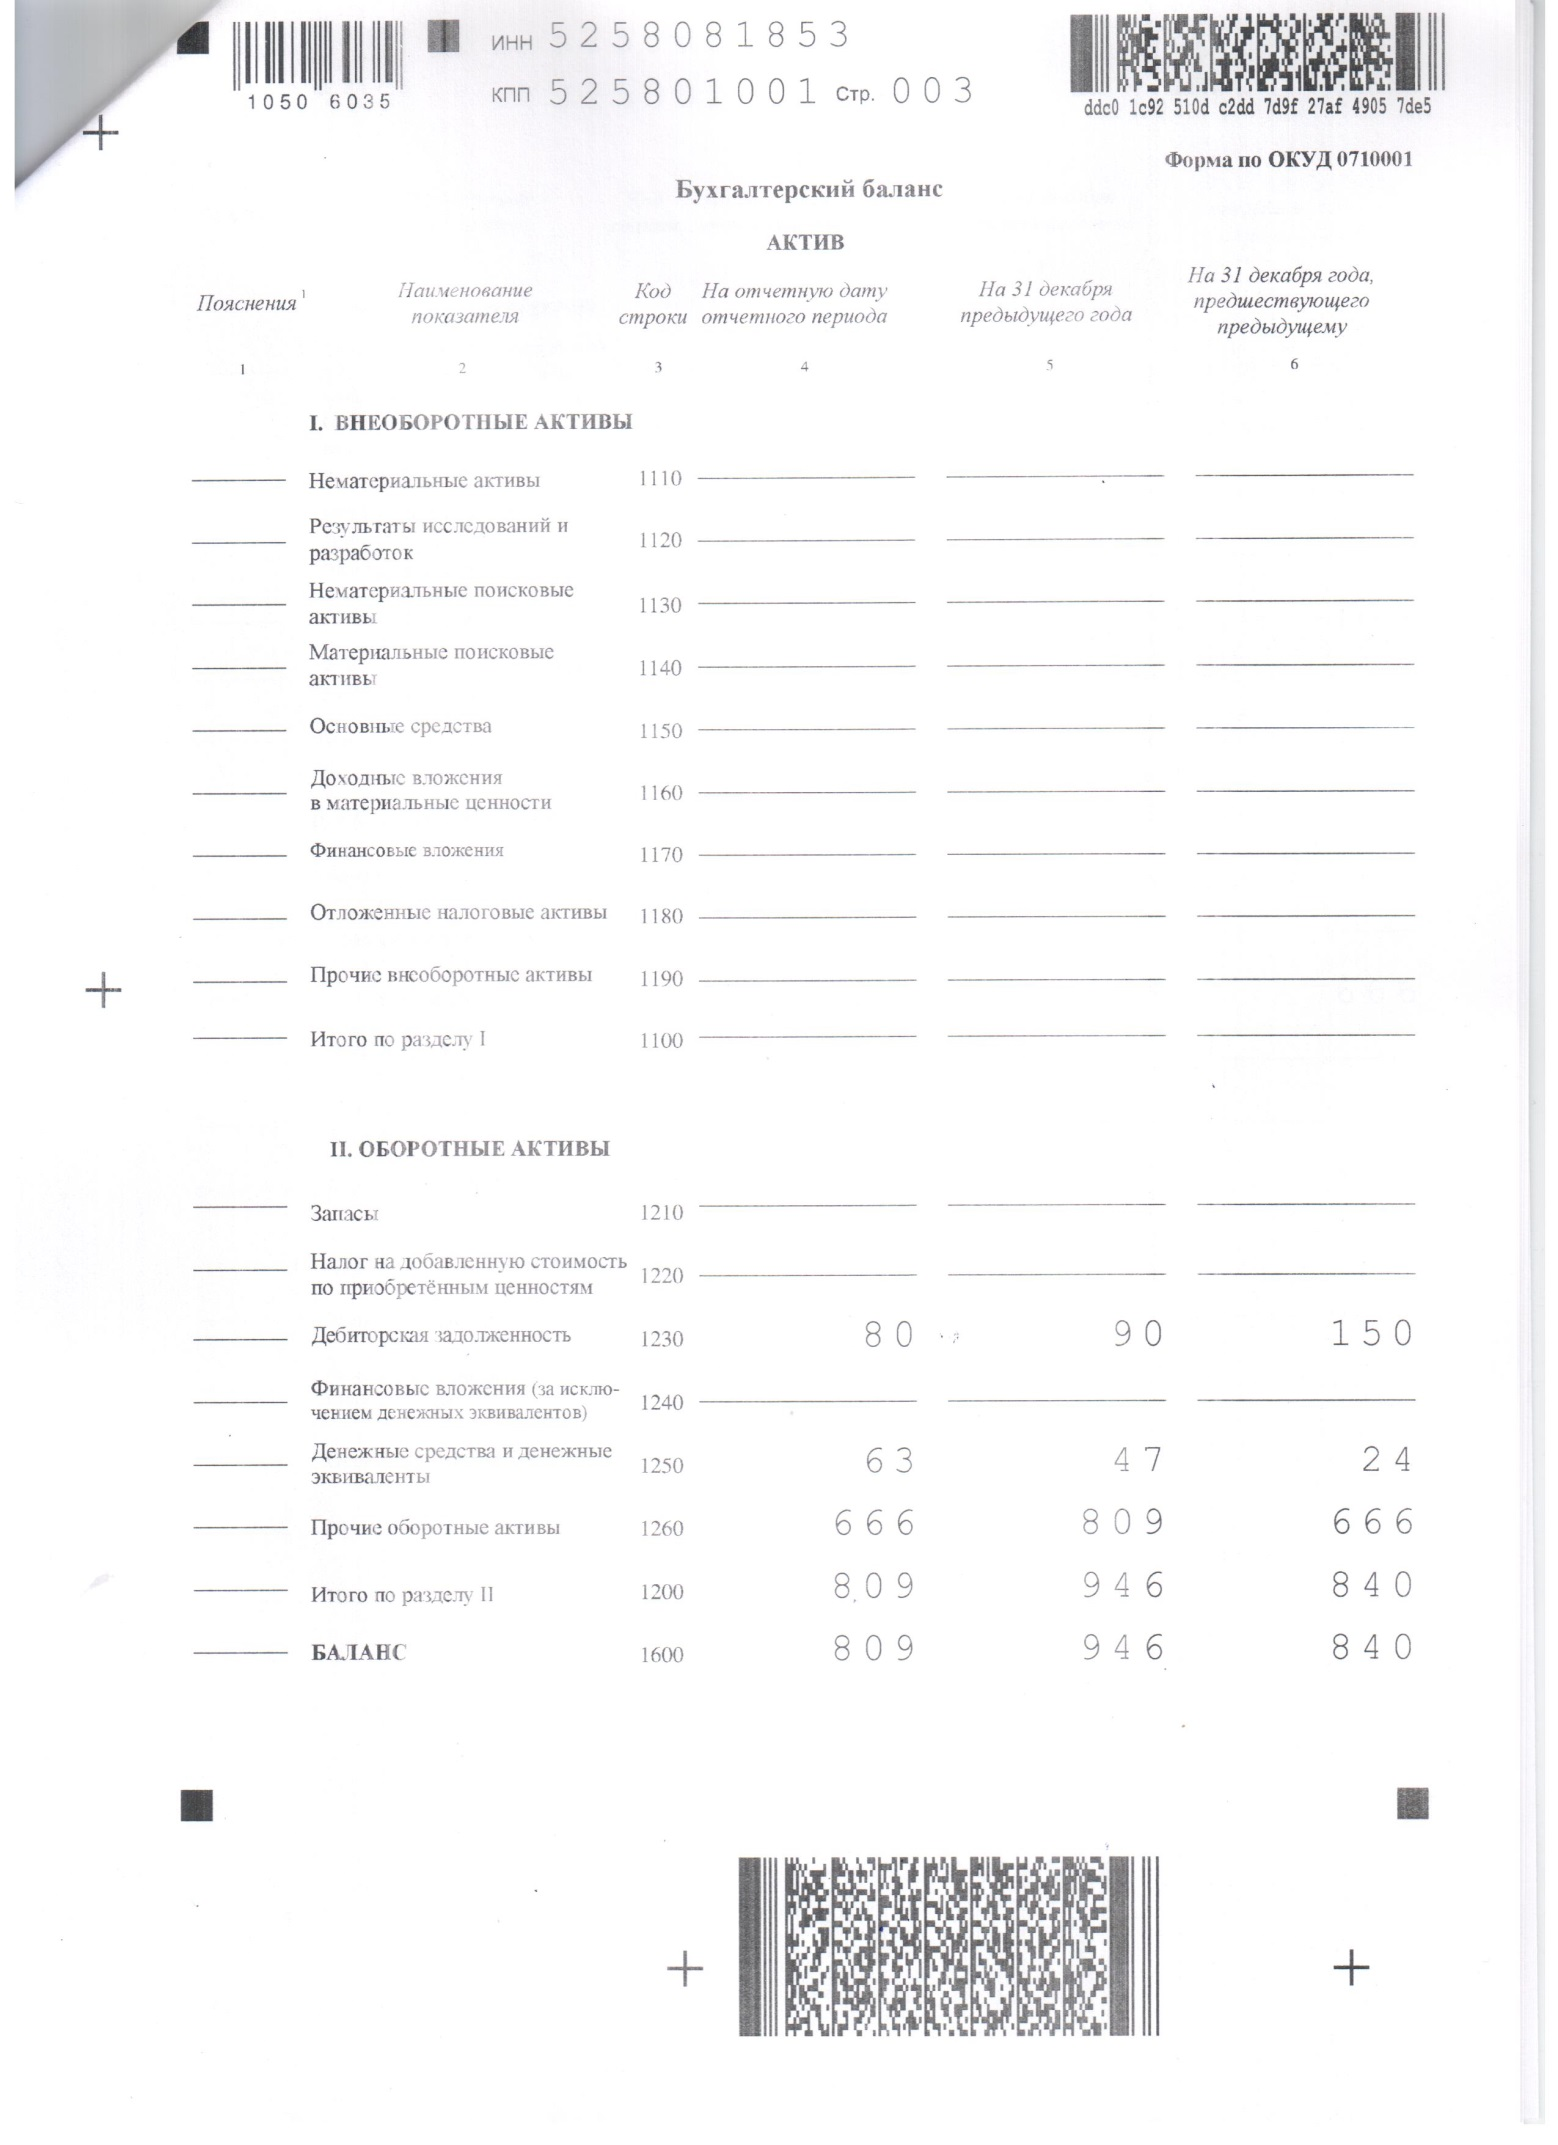 ИНН 5258081853
1050 6035
КПП 525801001 Стр. 003
ddc0 1c92 510d c2dd 7d9f 27af 4905 7de5
Форма по ОКУД 0710001
Бухгалтерский баланс
АКТИВ
Пояснения 1
Наименование показателя
Код строки
На отчетную дату отчетного периода
На 31 декабря предыдущего года
На 31 декабря года, предшествующего предыдущему
1 2 3 4 5 6
I. ВНЕОБОРОТНЫЕ АКТИВЫ
Нематериальные активы 1110
Результаты исследований и
разработок 1120
Нематериальные поисковые
активы 1130
Материальные поисковые
активы 1140
Основные средства 1150
Доходные вложения
в материальные ценности 1160
Финансовые вложения 1170
Отложенные налоговые активы 1180
Прочие внеоборотные активы 1190
Итого по разделу I 1100
II. ОБОРОТНЫЕ АКТИВЫ
Запасы 1210
Налог на добавленную стоимость
по приобретённым ценностям 1220
Дебиторская задолженность 1230 80 90 150
Финансовые вложения (за исклю-
чением денежных эквивалентов) 1240
Денежные средства и денежные
эквиваленты 1250 63 47 24
Прочие оборотные активы 1260 666 809 666
Итого по разделу II 1200 809 946 840
БАЛАНС 1600 809 946 840